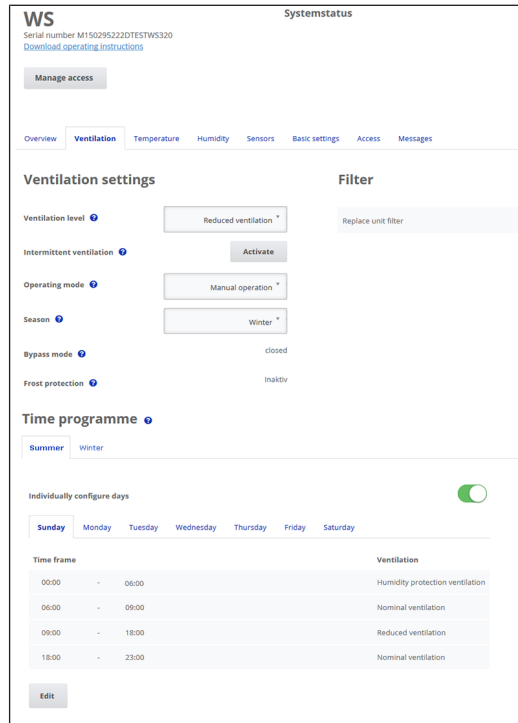 WS
Systemstatus
Serial number M150295222DTESTWS320
Download operating instructions
Manage access
Overview Ventilation Temperature Humidity Sensors Basic settings Access Messages
Ventilation settings
Filter
Ventilation level ? Reduced ventilation
Replace unit filter
Intermittent ventilation ? Activate
Operating mode ? Manual operation
Season ? Winter
Bypass mode ? closed
Frost protection ? Inaktiv
Time programme ?
Summer Winter
Individually configure days
Sunday Monday Tuesday Wednesday Thursday Friday Saturday
Time frame Ventilation
00:00 - 06:00 Humidity protection ventilation
06:00 - 09:00 Nominal ventilation
09:00 - 18:00 Reduced ventilation
18:00 - 23:00 Nominal ventilation
Edit